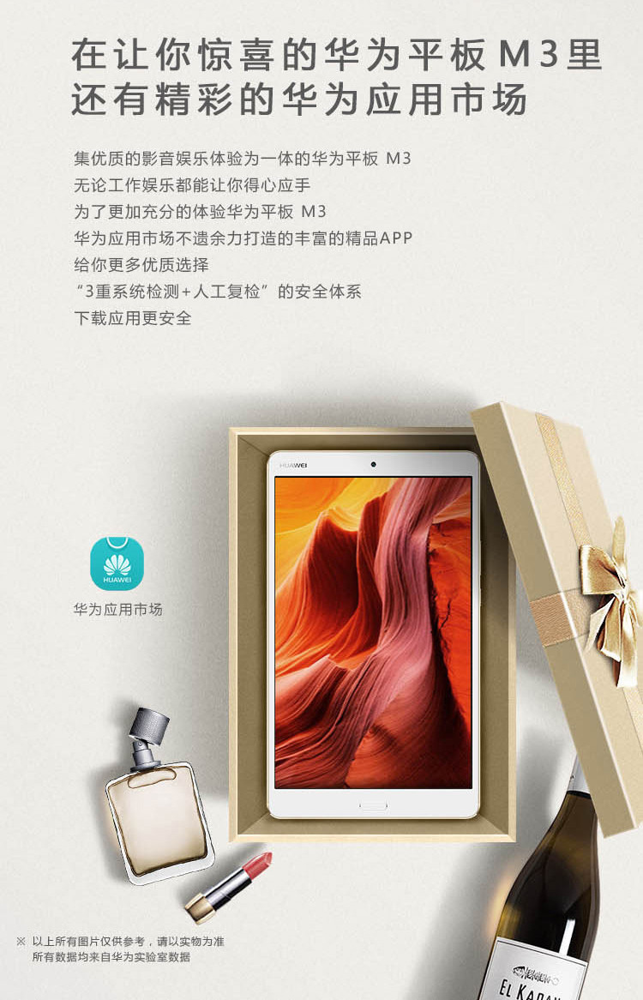 在让你惊喜的华为平板M3里
还有精彩的华为应用市场
集优质的影音娱乐体验为一体的华为平板 M3
无论工作娱乐都能让你得心应手
为了更加充分的体验华为平板 M3
华为应用市场不遗余力打造的丰富的精品APP
给你更多优质选择
“3重系统检测+人工复检”的安全体系
下载应用更安全
HUAWEI
HUAWEI
华为应用市场
※ 以上所有图片仅供参考，请以实物为准
所有数据均来自华为实验室数据
EL